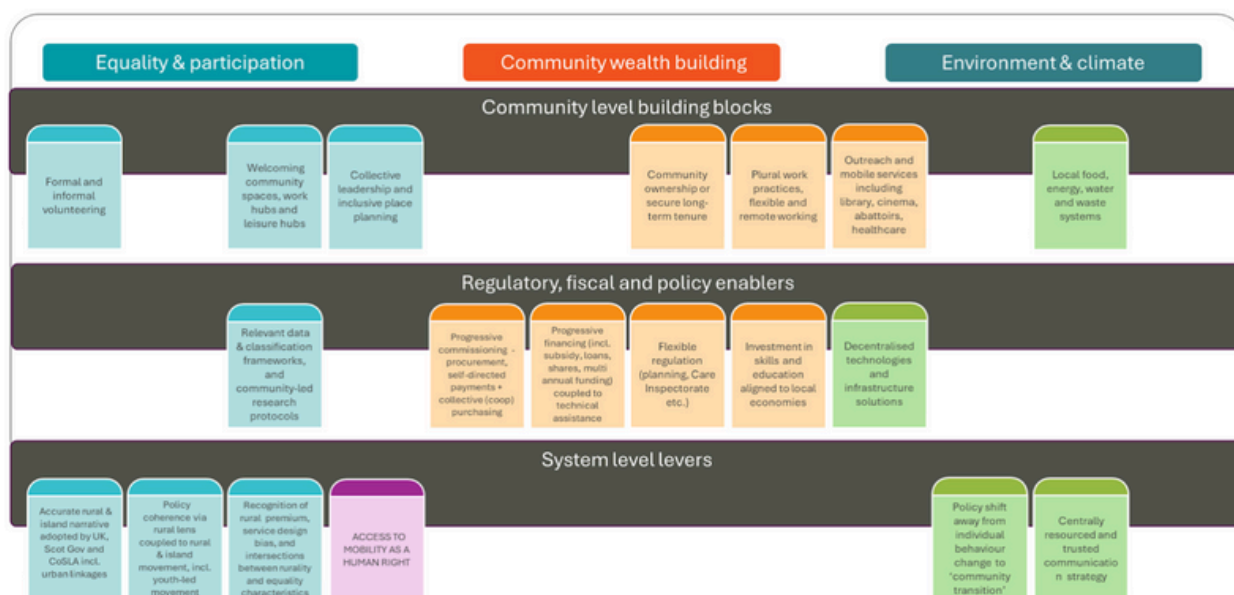 Equality & participation
Community wealth building
Environment & climate
Community level building blocks
Formal and
informal
volunteering
Welcoming
community
spaces, work
hubs and
leisure hubs
Collective
leadership and
inclusive place
planning
Community
ownership or
secure long-
term tenure
Plural work
practices,
flexible and
remote working
Outreach and
mobile services
including
library, cinema,
abattoirs,
healthcare
Local food,
energy, water
and waste
systems
Regulatory, fiscal and policy enablers
Relevant data
& classification
frameworks,
and
community-led
research
protocols
Progressive
commissioning -
procurement,
self-directed
payments +
collective (coop)
purchasing
Progressive
financing (incl.
subsidy, loans,
shares, multi
annual funding)
coupled to
technical
assistance
Flexible
regulation
(planning, Care
Inspectorate
etc.)
Investment in
skills and
education
aligned to local
economies
Decentralised
technologies
and
infrastructure
solutions
System level levers
Accurate rural &
island narrative
adopted by UK,
Scot Gov and
CoSLA incl.
urban linkages
Policy
coherence via
rural lens
coupled to rural
& island
movement, incl.
youth-led
movement
Recognition of
rural premium,
service design
bias, and
intersections
between rurality
and equality
characteristics
ACCESS TO
MOBILITY AS A
HUMAN RIGHT
Policy shift
away from
individual
behaviour
change to
'community
transition'
Centrally
resourced and
trusted
communicatio
n strategy